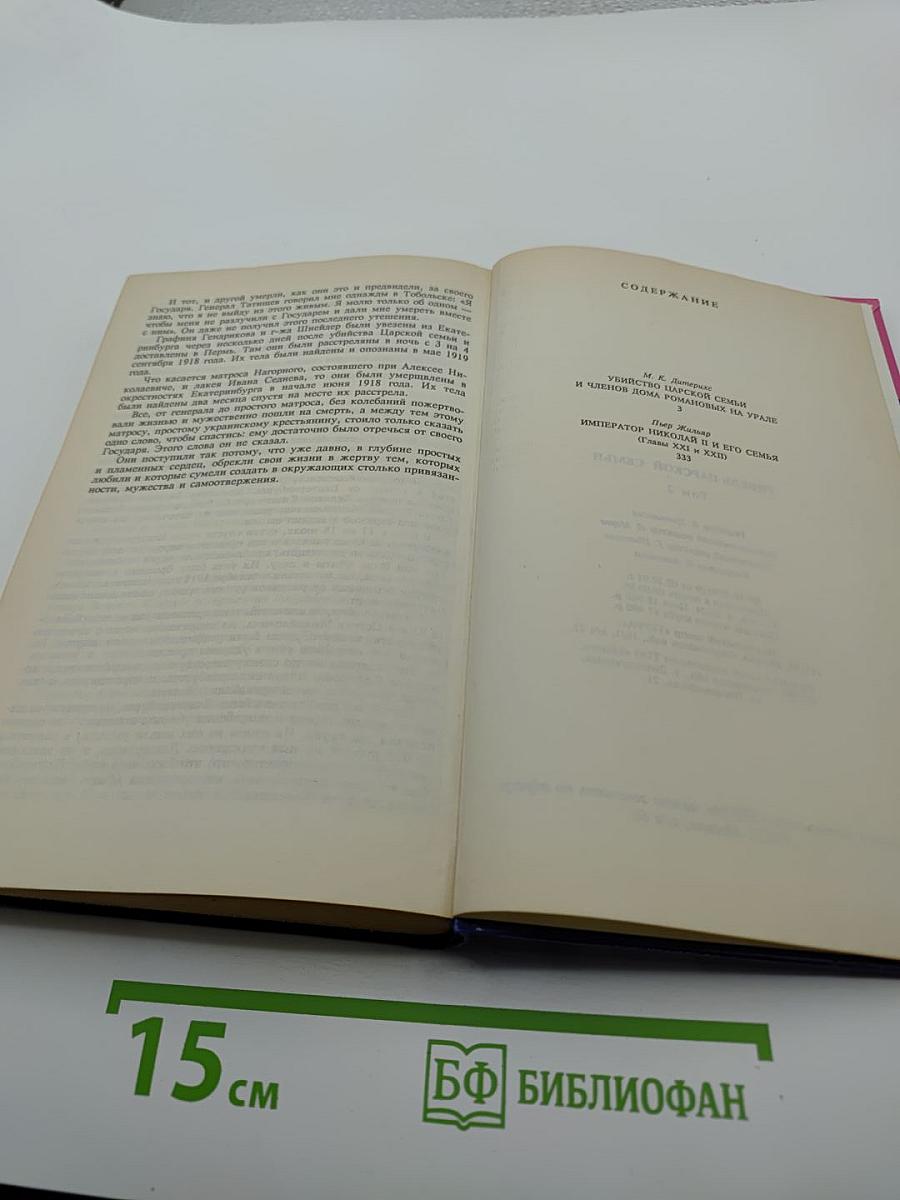 И тот, и другой умерли, как они это и предвидели, за своего
Государя. Генерал Татищев говорил мне однажды в Тобольске: «Я
знаю, что я не выйду из этого живым. Я молю только об одном —
чтобы меня не разлучили с Государем и дали мне умереть вместе
с ним». Он даже не получил этого последнего утешения.
Графиня Гендрикова и г-жа Шнейдер были увезены из Екате-
ринбурга через несколько дней после убийства Царской семьи и
доставлены в Пермь. Там они были расстреляны в ночь с 3 на 4
сентября 1918 года. Их тела были найдены и опознаны в мае 1919
года.
Что касается матроса Нагорного, состоявшего при Алексее Ни-
колаевиче, и лакея Ивана Седнева, то они были умерщвлены в
окрестностях Екатеринбурга в начале июня 1918 года. Их тела
были найдены два месяца спустя на месте их расстрела.
Все, от генерала до простого матроса, без колебаний пожертво-
вали жизнью и мужественно пошли на смерть, а между тем этому
матросу, простому украинскому крестьянину, стоило только сказать
одно слово, чтобы спастись: ему достаточно было отречься от своего
Государя. Этого слова он не сказал.
Они поступили так потому, что уже давно, в глубине простых
и пламенных сердец, обрекли свои жизни в жертву тем, которых
любили и которые сумели создать в окружающих столько привязан-
ности, мужества и самоотвержения.
СОДЕРЖАНИЕ
М. К. Дитерихс
УБИЙСТВО ЦАРСКОЙ СЕМЬИ
И ЧЛЕНОВ ДОМА РОМАНОВЫХ НА УРАЛЕ
3
Пьер Жильяр
ИМПЕРАТОР НИКОЛАЙ II И ЕГО СЕМЬЯ
(Главы XXI и XXII)
333
15 см
БФ БИБЛИОФАН